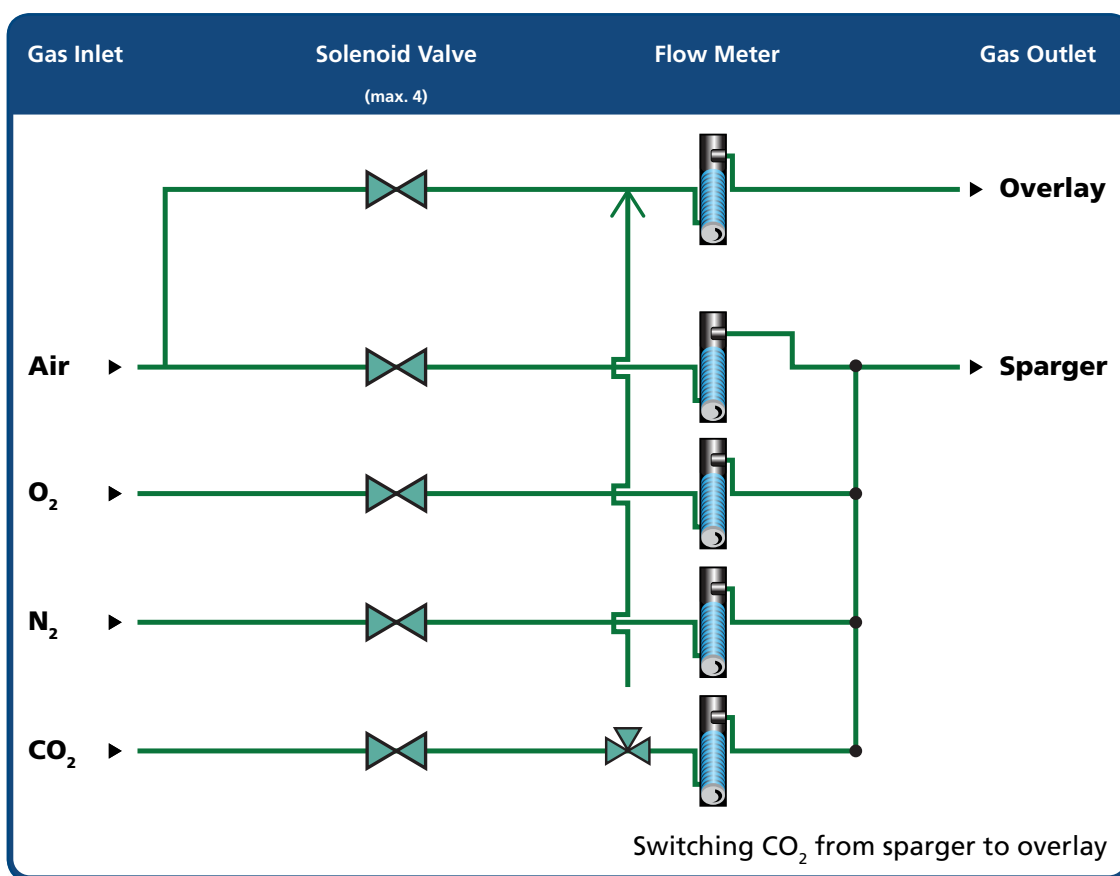 Gas Inlet Solenoid Valve Flow Meter Gas Outlet
(max. 4)
Overlay
Air Sparger
O₂
N₂
CO₂
Switching CO₂ from sparger to overlay